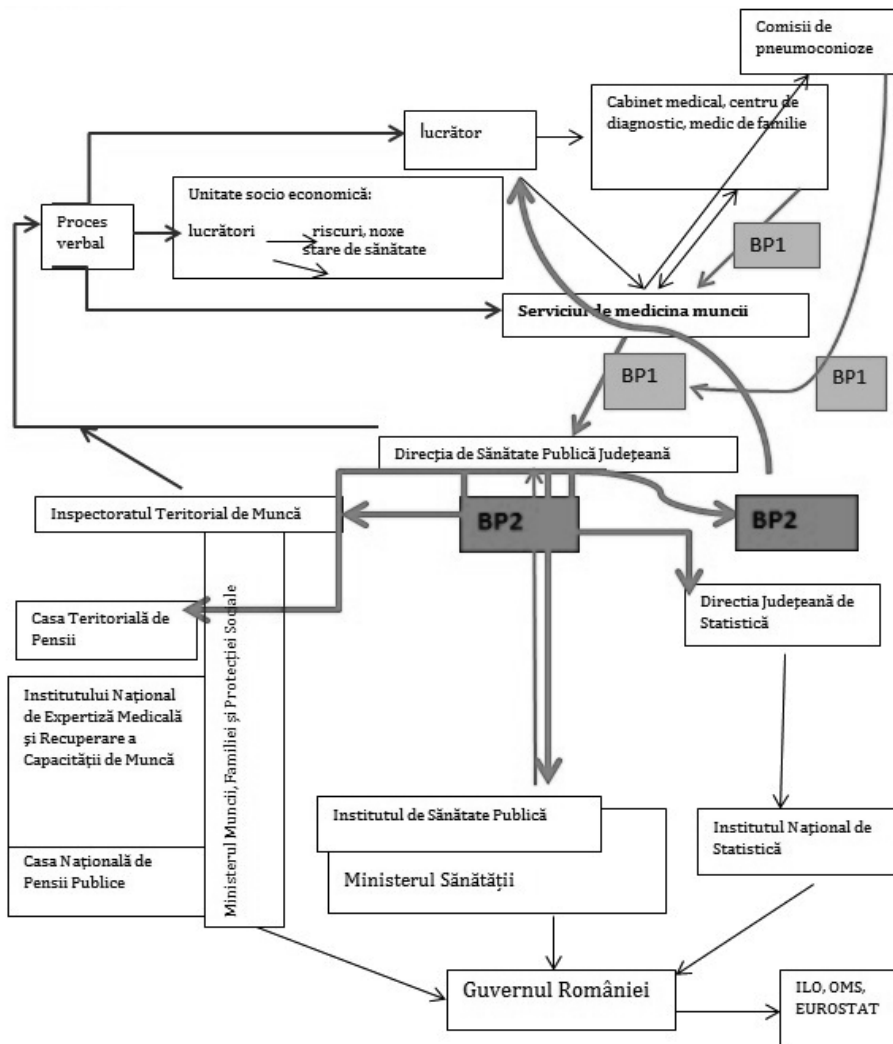 Comisii de
pneumoconioze
Cabinet medical, centru de
diagnostic, medic de familie
lucrător
Unitate socio economică:
lucrători
riscuri, noxe
stare de sănătate
Proces
verbal
BP1
Serviciul de medicina muncii
BP1
BP1
Direcția de Sănătate Publică Județeană
Inspectoratul Teritorial de Muncă
BP2
BP2
Casa Teritorială de
Pensii
Directia Județeană de
Statistică
Ministerul Muncii, Familiei și Protecției Sociale
Institutului Național
de Expertiză Medicală
și Recuperare a
Capacității de Muncă
Institutul de Sănătate Publică
Institutul Național de
Statistică
Casa Națională de
Pensii Publice
Ministerul Sănătății
Guvernul României
ILO, OMS,
EUROSTAT